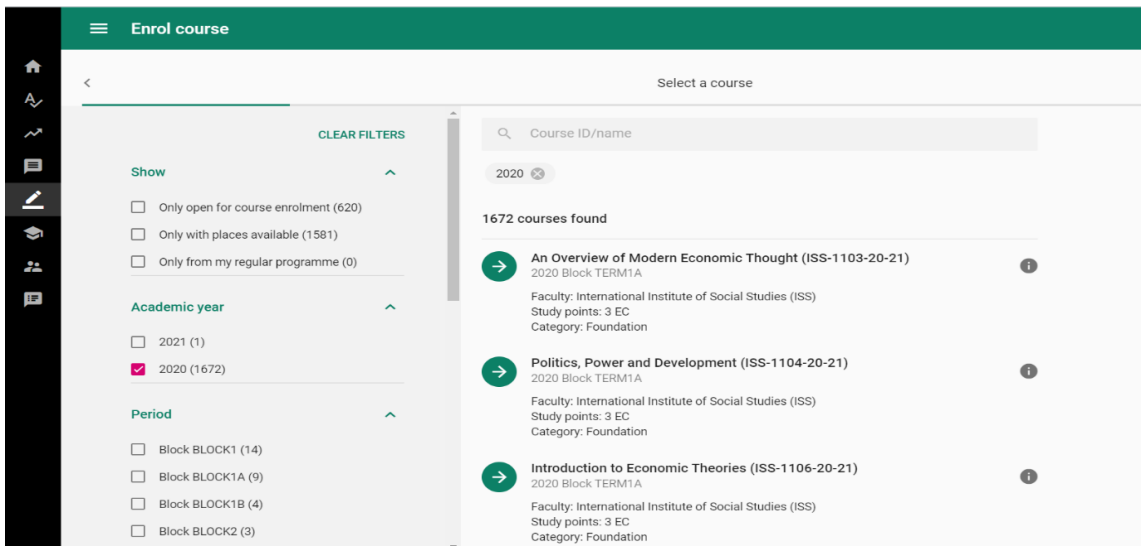 Enrol course
Select a course
CLEAR FILTERS
Show
Only open for course enrolment (620)
Only with places available (1581)
Only from my regular programme (0)
Academic year
2021 (1)
2020 (1672)
Period
Block BLOCK1 (14)
Block BLOCK1A (9)
Block BLOCK1B (4)
Block BLOCK2 (3)
Course ID/name
2020
1672 courses found
An Overview of Modern Economic Thought (ISS-1103-20-21)
2020 Block TERM1A
Faculty: International Institute of Social Studies (ISS)
Study points: 3 EC
Category: Foundation
Politics, Power and Development (ISS-1104-20-21)
2020 Block TERM1A
Faculty: International Institute of Social Studies (ISS)
Study points: 3 EC
Category: Foundation
Introduction to Economic Theories (ISS-1106-20-21)
2020 Block TERM1A
Faculty: International Institute of Social Studies (ISS)
Study points: 3 EC
Category: Foundation